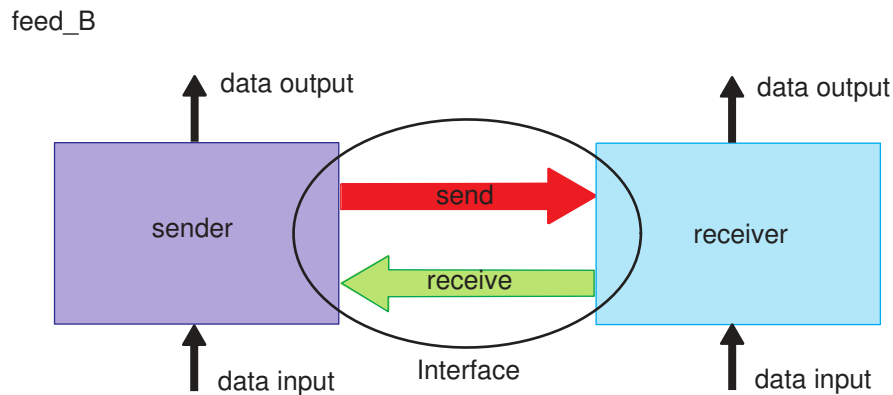 feed_B
data output
data output
send
sender
receiver
receive
Interface
data input
data input